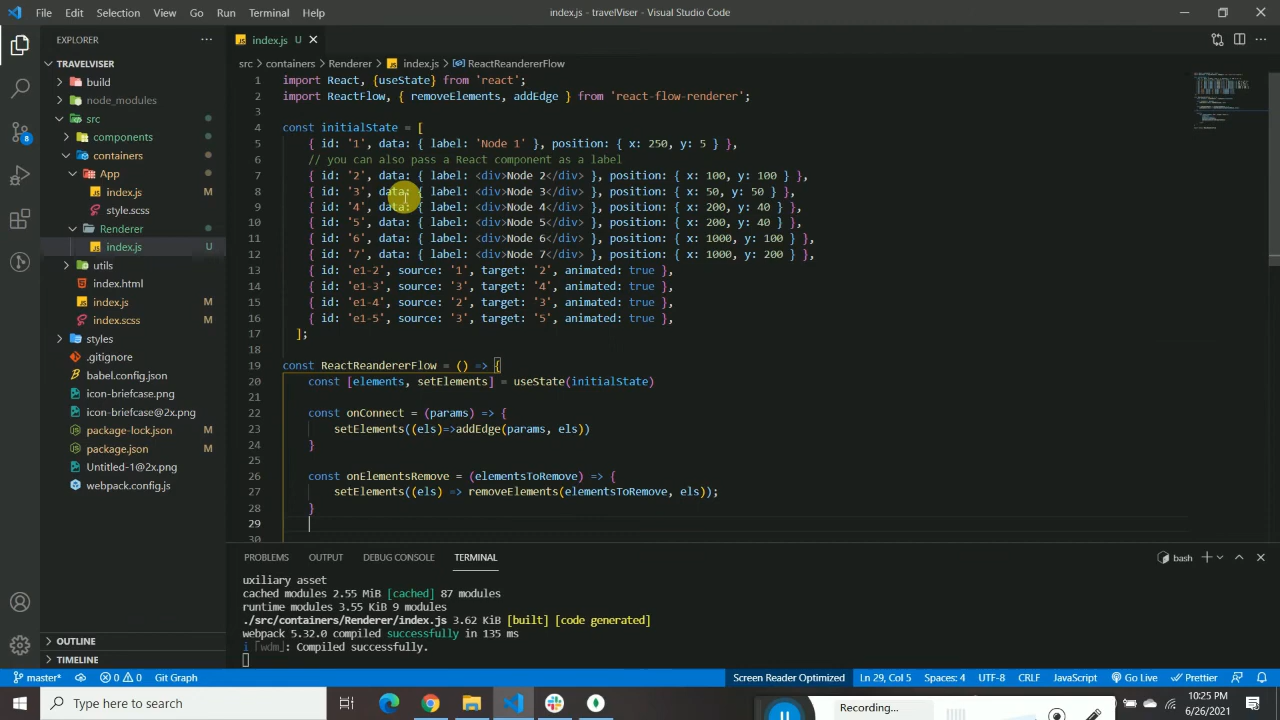 File Edit Selection View Go Run Terminal Help
index.js - travelViser - Visual Studio Code
EXPLORER
TRAVELVISER
build
node_modules
src
components
containers
App
index.js M
style.scss
Renderer
index.js U
utils
index.html
index.js M
index.scss M
styles
.gitignore
babel.config.json
icon-briefcase.png
icon-briefcase@2x.png
package-lock.json M
package.json M
Untitled-1@2x.png
webpack.config.js
OUTLINE
TIMELINE
8
index.js U
src > containers > Renderer > index.js > ReactReandererFlow
1 import React, {useState} from 'react';
2 import ReactFlow, { removeElements, addEdge } from 'react-flow-renderer';
3
4 const initialState = [
5 { id: '1', data: { label: 'Node 1' }, position: { x: 250, y: 5 } },
6 // you can also pass a React component as a label
7 { id: '2', data: { label: <div>Node 2</div> }, position: { x: 100, y: 100 } },
8 { id: '3', data: { label: <div>Node 3</div> }, position: { x: 50, y: 50 } },
9 { id: '4', data: { label: <div>Node 4</div> }, position: { x: 200, y: 40 } },
10 { id: '5', data: { label: <div>Node 5</div> }, position: { x: 200, y: 40 } },
11 { id: '6', data: { label: <div>Node 6</div> }, position: { x: 1000, y: 100 } },
12 { id: '7', data: { label: <div>Node 7</div> }, position: { x: 1000, y: 200 } },
13 { id: 'e1-2', source: '1', target: '2', animated: true },
14 { id: 'e1-3', source: '3', target: '4', animated: true },
15 { id: 'e1-4', source: '2', target: '3', animated: true },
16 { id: 'e1-5', source: '3', target: '5', animated: true },
17 ];
18
19 const ReactReandererFlow = () => {
20 const [elements, setElements] = useState(initialState)
21
22 const onConnect = (params) => {
23 setElements((els)=>addEdge(params, els))
24 }
25
26 const onElementsRemove = (elementsToRemove) => {
27 setElements((els) => removeElements(elementsToRemove, els));
28 }
29
30
PROBLEMS OUTPUT DEBUG CONSOLE TERMINAL
bash
uxiliary asset
cached modules 2.55 MiB [cached] 87 modules
runtime modules 3.55 KiB 9 modules
./src/containers/Renderer/index.js 3.62 KiB [built] [code generated]
webpack 5.32.0 compiled successfully in 135 ms
i ｢wdm｣: Compiled successfully.
master* 0 0 Git Graph
Screen Reader Optimized Ln 29, Col 5 Spaces: 4 UTF-8 CRLF JavaScript Go Live Prettier
Type here to search
Recording...
10:25 PM
6/26/2021